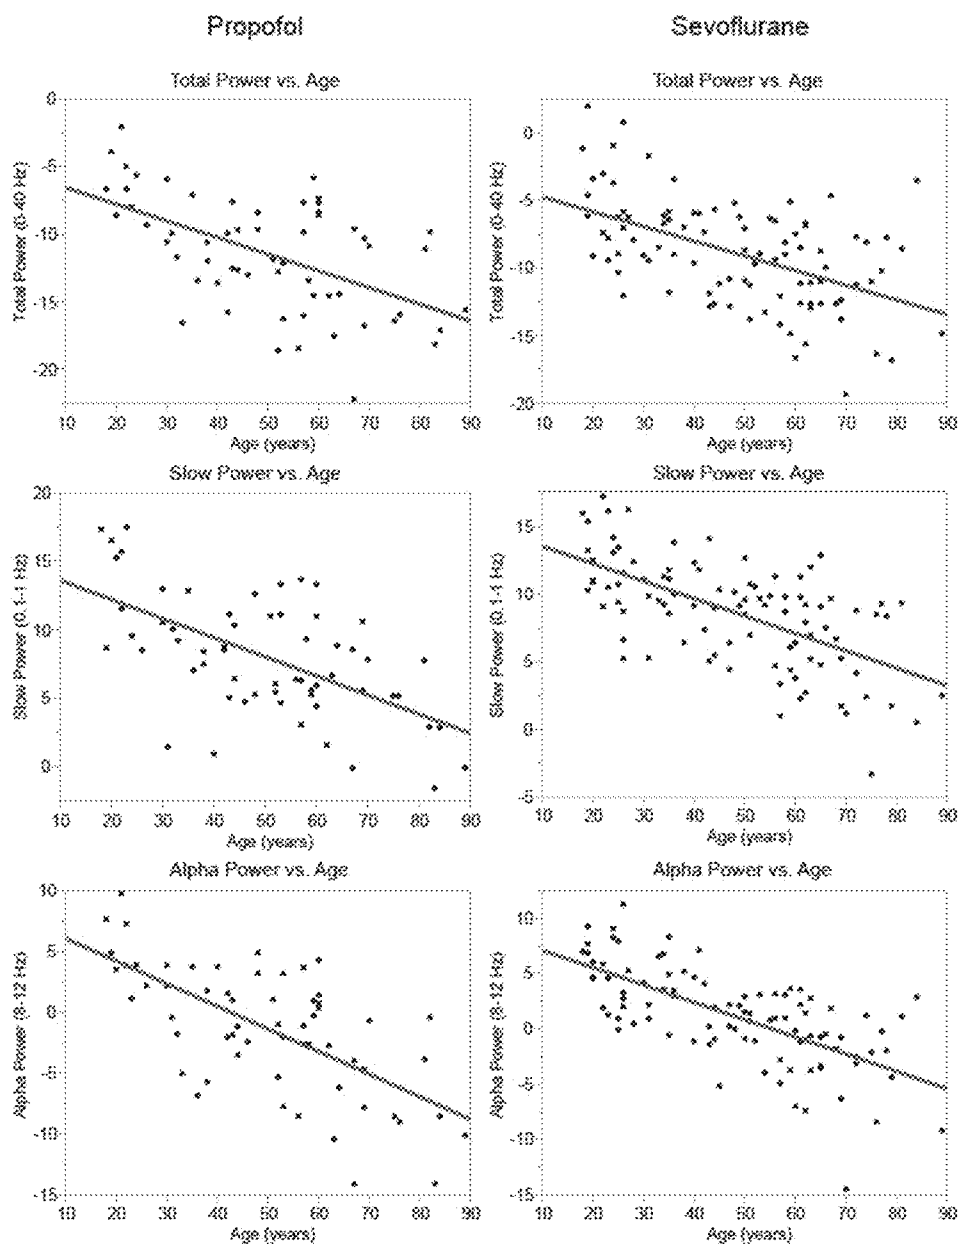 Propofol
Sevoflurane
Total Power vs. Age
Total Power (0-40 Hz)
0
-5
-10
-15
-20
10 20 30 40 50 60 70 80 90
Age (years)
Total Power vs. Age
Total Power (0-40 Hz)
0
-5
-10
-15
-20
10 20 30 40 50 60 70 80 90
Age (years)
Slow Power vs. Age
Slow Power (0.1-1 Hz)
20
15
10
5
0
10 20 30 40 50 60 70 80 90
Age (years)
Slow Power vs. Age
Slow Power (0.1-1 Hz)
15
10
5
0
-5
10 20 30 40 50 60 70 80 90
Age (years)
Alpha Power vs. Age
Alpha Power (8-12 Hz)
10
5
0
-5
-10
-15
10 20 30 40 50 60 70 80 90
Age (years)
Alpha Power vs. Age
Alpha Power (8-12 Hz)
10
5
0
-5
-10
-15
10 20 30 40 50 60 70 80 90
Age (years)